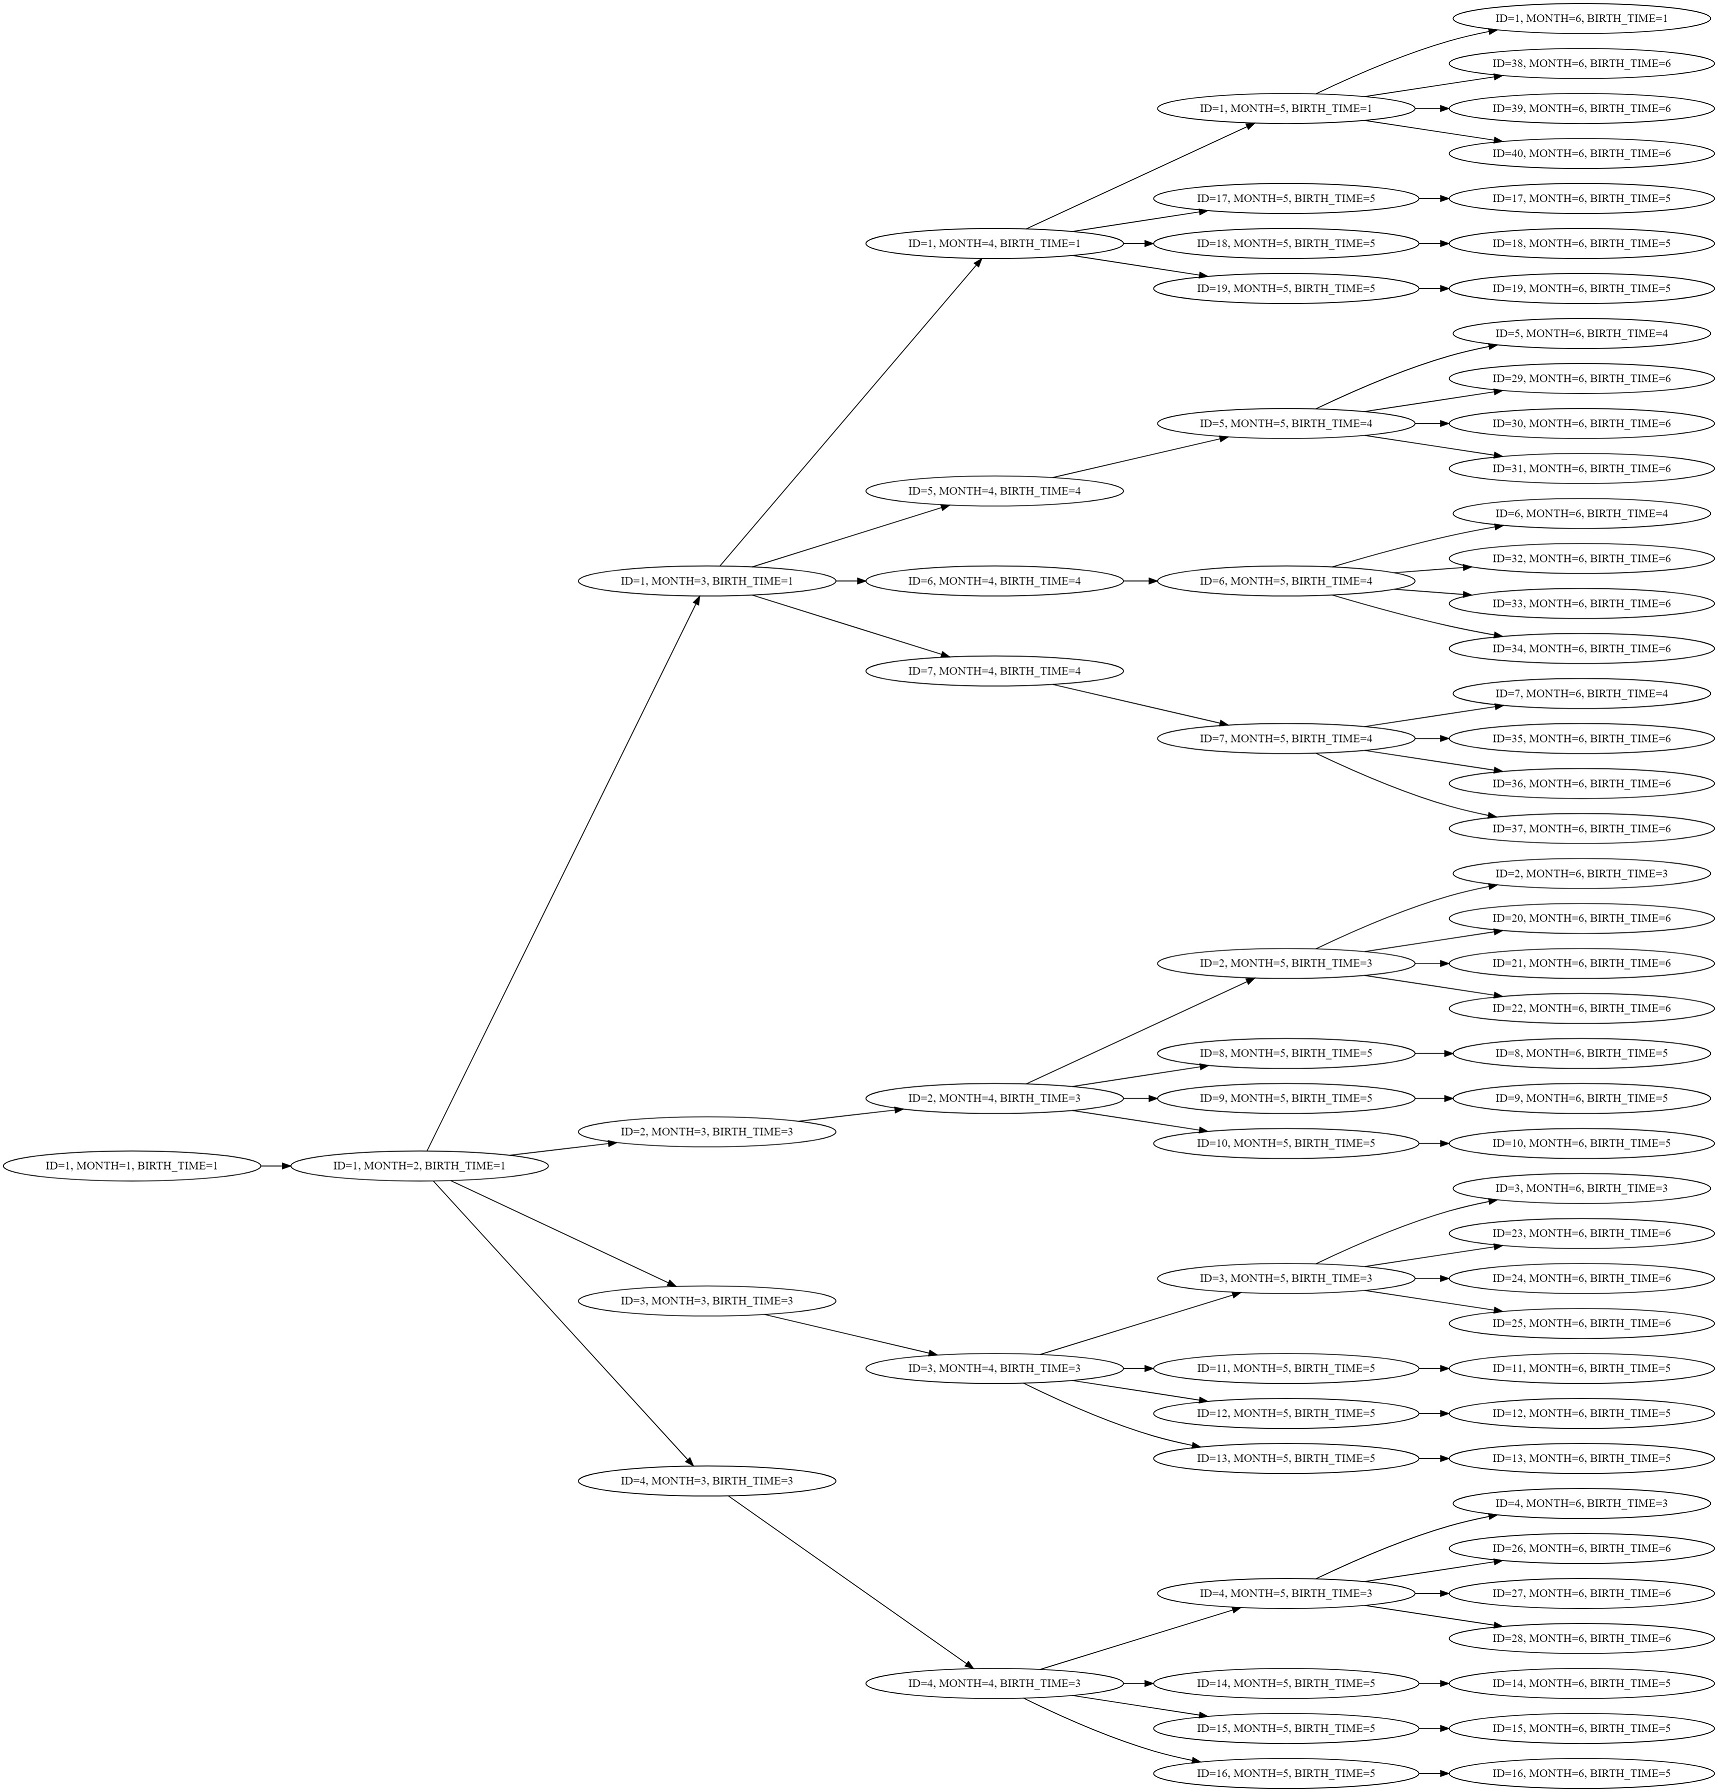 ID=1, MONTH=6, BIRTH_TIME=1
ID=38, MONTH=6, BIRTH_TIME=6
ID=1, MONTH=5, BIRTH_TIME=1
ID=39, MONTH=6, BIRTH_TIME=6
ID=40, MONTH=6, BIRTH_TIME=6
ID=17, MONTH=5, BIRTH_TIME=5
ID=17, MONTH=6, BIRTH_TIME=5
ID=1, MONTH=4, BIRTH_TIME=1
ID=18, MONTH=5, BIRTH_TIME=5
ID=18, MONTH=6, BIRTH_TIME=5
ID=19, MONTH=5, BIRTH_TIME=5
ID=19, MONTH=6, BIRTH_TIME=5
ID=5, MONTH=6, BIRTH_TIME=4
ID=29, MONTH=6, BIRTH_TIME=6
ID=5, MONTH=5, BIRTH_TIME=4
ID=30, MONTH=6, BIRTH_TIME=6
ID=31, MONTH=6, BIRTH_TIME=6
ID=5, MONTH=4, BIRTH_TIME=4
ID=6, MONTH=6, BIRTH_TIME=4
ID=32, MONTH=6, BIRTH_TIME=6
ID=1, MONTH=3, BIRTH_TIME=1
ID=6, MONTH=4, BIRTH_TIME=4
ID=6, MONTH=5, BIRTH_TIME=4
ID=33, MONTH=6, BIRTH_TIME=6
ID=34, MONTH=6, BIRTH_TIME=6
ID=7, MONTH=4, BIRTH_TIME=4
ID=7, MONTH=6, BIRTH_TIME=4
ID=7, MONTH=5, BIRTH_TIME=4
ID=35, MONTH=6, BIRTH_TIME=6
ID=36, MONTH=6, BIRTH_TIME=6
ID=37, MONTH=6, BIRTH_TIME=6
ID=2, MONTH=6, BIRTH_TIME=3
ID=20, MONTH=6, BIRTH_TIME=6
ID=2, MONTH=5, BIRTH_TIME=3
ID=21, MONTH=6, BIRTH_TIME=6
ID=22, MONTH=6, BIRTH_TIME=6
ID=8, MONTH=5, BIRTH_TIME=5
ID=8, MONTH=6, BIRTH_TIME=5
ID=2, MONTH=4, BIRTH_TIME=3
ID=9, MONTH=5, BIRTH_TIME=5
ID=9, MONTH=6, BIRTH_TIME=5
ID=2, MONTH=3, BIRTH_TIME=3
ID=10, MONTH=5, BIRTH_TIME=5
ID=10, MONTH=6, BIRTH_TIME=5
ID=1, MONTH=1, BIRTH_TIME=1
ID=1, MONTH=2, BIRTH_TIME=1
ID=3, MONTH=6, BIRTH_TIME=3
ID=23, MONTH=6, BIRTH_TIME=6
ID=3, MONTH=5, BIRTH_TIME=3
ID=24, MONTH=6, BIRTH_TIME=6
ID=3, MONTH=3, BIRTH_TIME=3
ID=25, MONTH=6, BIRTH_TIME=6
ID=3, MONTH=4, BIRTH_TIME=3
ID=11, MONTH=5, BIRTH_TIME=5
ID=11, MONTH=6, BIRTH_TIME=5
ID=12, MONTH=5, BIRTH_TIME=5
ID=12, MONTH=6, BIRTH_TIME=5
ID=13, MONTH=5, BIRTH_TIME=5
ID=13, MONTH=6, BIRTH_TIME=5
ID=4, MONTH=3, BIRTH_TIME=3
ID=4, MONTH=6, BIRTH_TIME=3
ID=26, MONTH=6, BIRTH_TIME=6
ID=4, MONTH=5, BIRTH_TIME=3
ID=27, MONTH=6, BIRTH_TIME=6
ID=28, MONTH=6, BIRTH_TIME=6
ID=4, MONTH=4, BIRTH_TIME=3
ID=14, MONTH=5, BIRTH_TIME=5
ID=14, MONTH=6, BIRTH_TIME=5
ID=15, MONTH=5, BIRTH_TIME=5
ID=15, MONTH=6, BIRTH_TIME=5
ID=16, MONTH=5, BIRTH_TIME=5
ID=16, MONTH=6, BIRTH_TIME=5